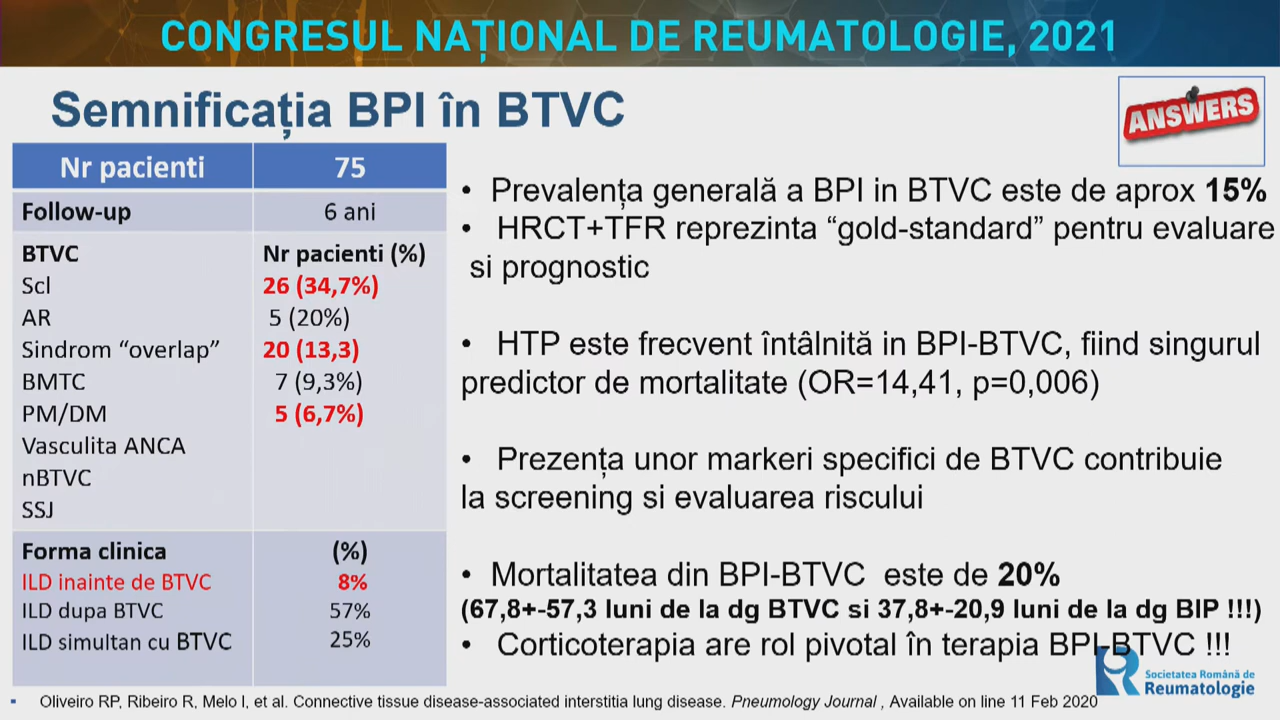 CONGRESUL NAȚIONAL DE REUMATOLOGIE, 2021
Semnificația BPI în BTVC
ANSWERS
Nr pacienti 75
Follow-up 6 ani
BTVC Nr pacienti (%)
Scl 26 (34,7%)
AR 5 (20%)
Sindrom “overlap” 20 (13,3)
BMTC 7 (9,3%)
PM/DM 5 (6,7%)
Vasculita ANCA
nBTVC
SSJ
Forma clinica (%)
ILD inainte de BTVC 8%
ILD dupa BTVC 57%
ILD simultan cu BTVC 25%
• Prevalența generală a BPI in BTVC este de aprox 15%
• HRCT+TFR reprezinta “gold-standard” pentru evaluare
si prognostic
• HTP este frecvent întâlnită in BPI-BTVC, fiind singurul
predictor de mortalitate (OR=14,41, p=0,006)
• Prezența unor markeri specifici de BTVC contribuie
la screening si evaluarea riscului
• Mortalitatea din BPI-BTVC este de 20%
(67,8+-57,3 luni de la dg BTVC si 37,8+-20,9 luni de la dg BIP !!!)
• Corticoterapia are rol pivotal în terapia BPI-BTVC !!!
Societatea Română de
Reumatologie
▪ Oliveiro RP, Ribeiro R, Melo I, et al. Connective tissue disease-associated interstitia lung disease. Pneumology Journal , Available on line 11 Feb 2020